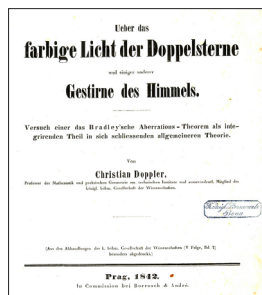 Ueber das
farbige Licht der Doppelsterne
und einiger anderer
Gestirne des Himmels.
Versuch einer das Bradley'sche Aberrations-Theorem als inte-
grirenden Theil in sich schliessenden allgemeineren Theorie.
Von
Christian Doppler,
Professor der Mathematik und praktischen Geometrie am technischen Institute und ausserordentl. Mitglied der
königl. böhm. Gesellschaft der Wissenschaften.
(Aus den Abhandlungen der k. böhm. Gesellschaft der Wissenschaften [V Folge, Bd. 2]
besonders abgedruckt.)
Prag, 1842.
In Commission bei Borrosch & André.